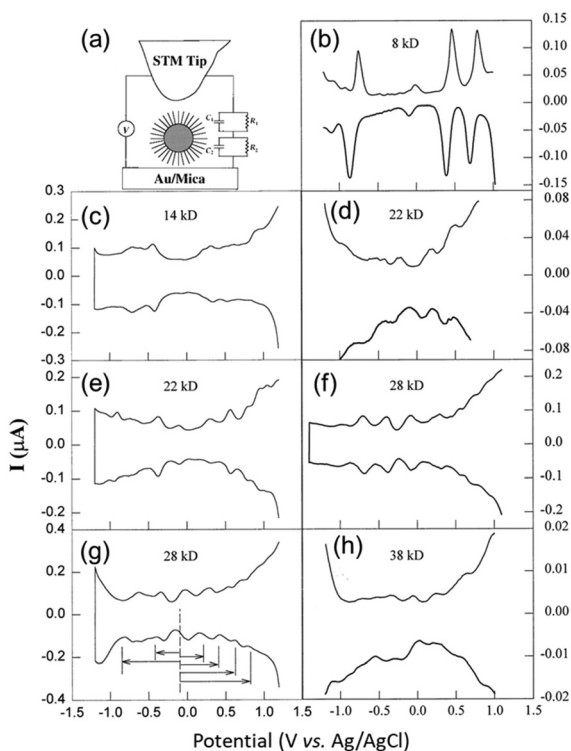 (a)
STM Tip
V
C₁
R₁
C₂
R₂
Au/Mica
(b)
8 kD
0.15
0.10
0.05
0.00
-0.05
-0.10
-0.15
(c)
14 kD
0.3
0.2
0.1
0.0
-0.1
-0.2
-0.3
(d)
22 kD
0.08
0.04
0.00
-0.04
-0.08
(e)
22 kD
0.2
0.1
0.0
-0.1
-0.2
(f)
28 kD
0.2
0.1
0.0
-0.1
-0.2
I (μA)
(g)
28 kD
0.4
0.2
0.0
-0.2
-0.4
(h)
38 kD
0.02
0.01
0.00
-0.01
-0.02
-1.5 -1.0 -0.5 0.0 0.5 1.0 -1.5 -1.0 -0.5 0.0 0.5 1.0 1.5
Potential (V vs. Ag/AgCl)